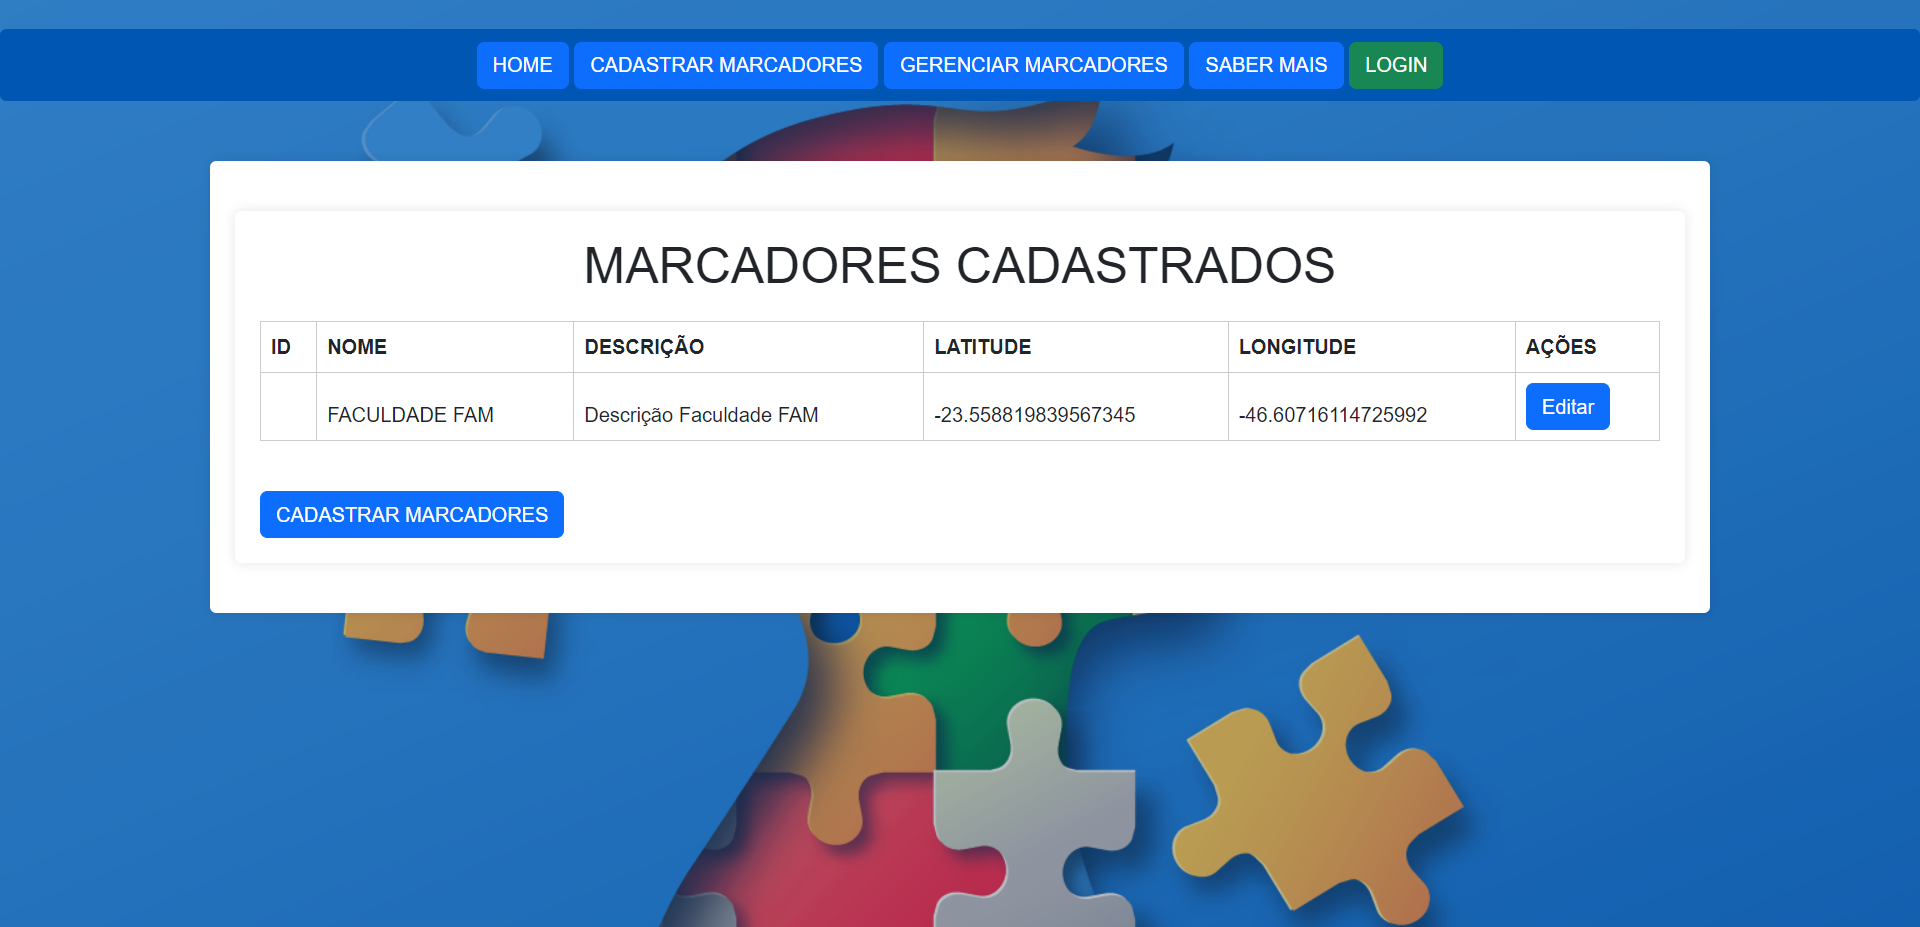 HOME CADASTRAR MARCADORES GERENCIAR MARCADORES SABER MAIS LOGIN
MARCADORES CADASTRADOS
ID NOME DESCRIÇÃO LATITUDE LONGITUDE AÇÕES
FACULDADE FAM Descrição Faculdade FAM -23.558819839567345 -46.60716114725992 Editar
CADASTRAR MARCADORES